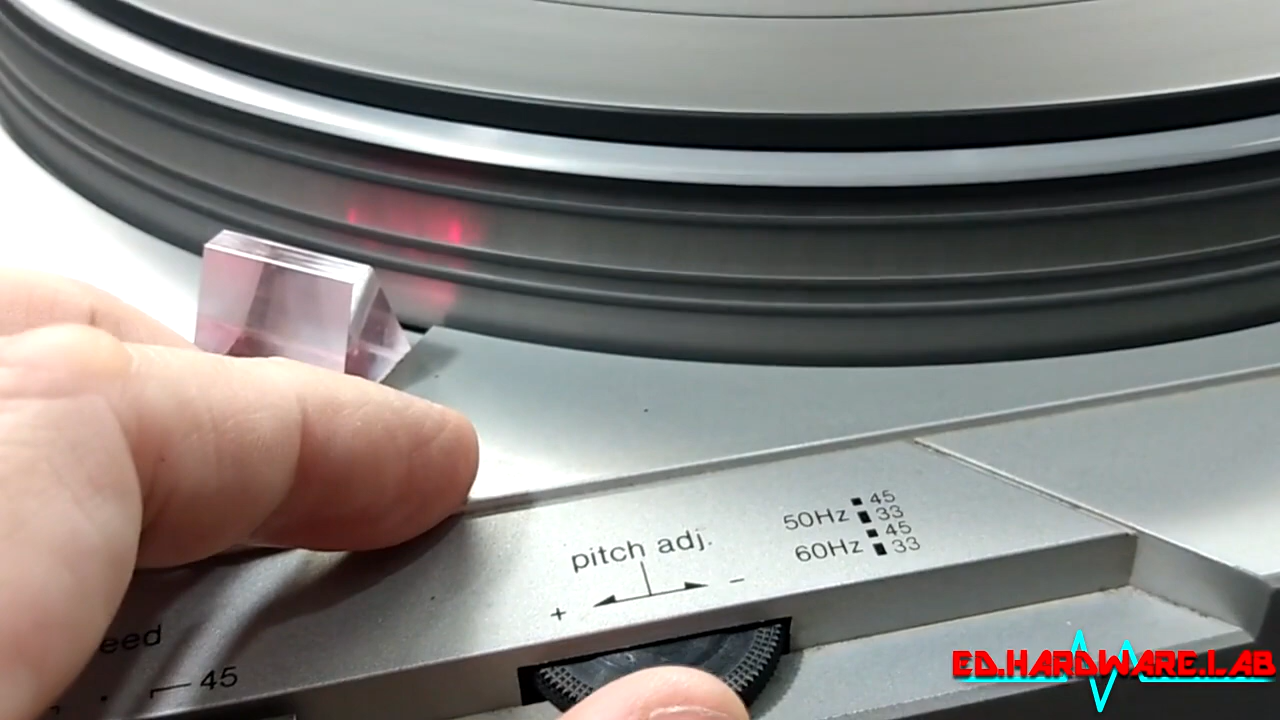 50Hz 45
33
60Hz 45
33
pitch adj.
+ -
eed
45
ED.HARDWARE.LAB